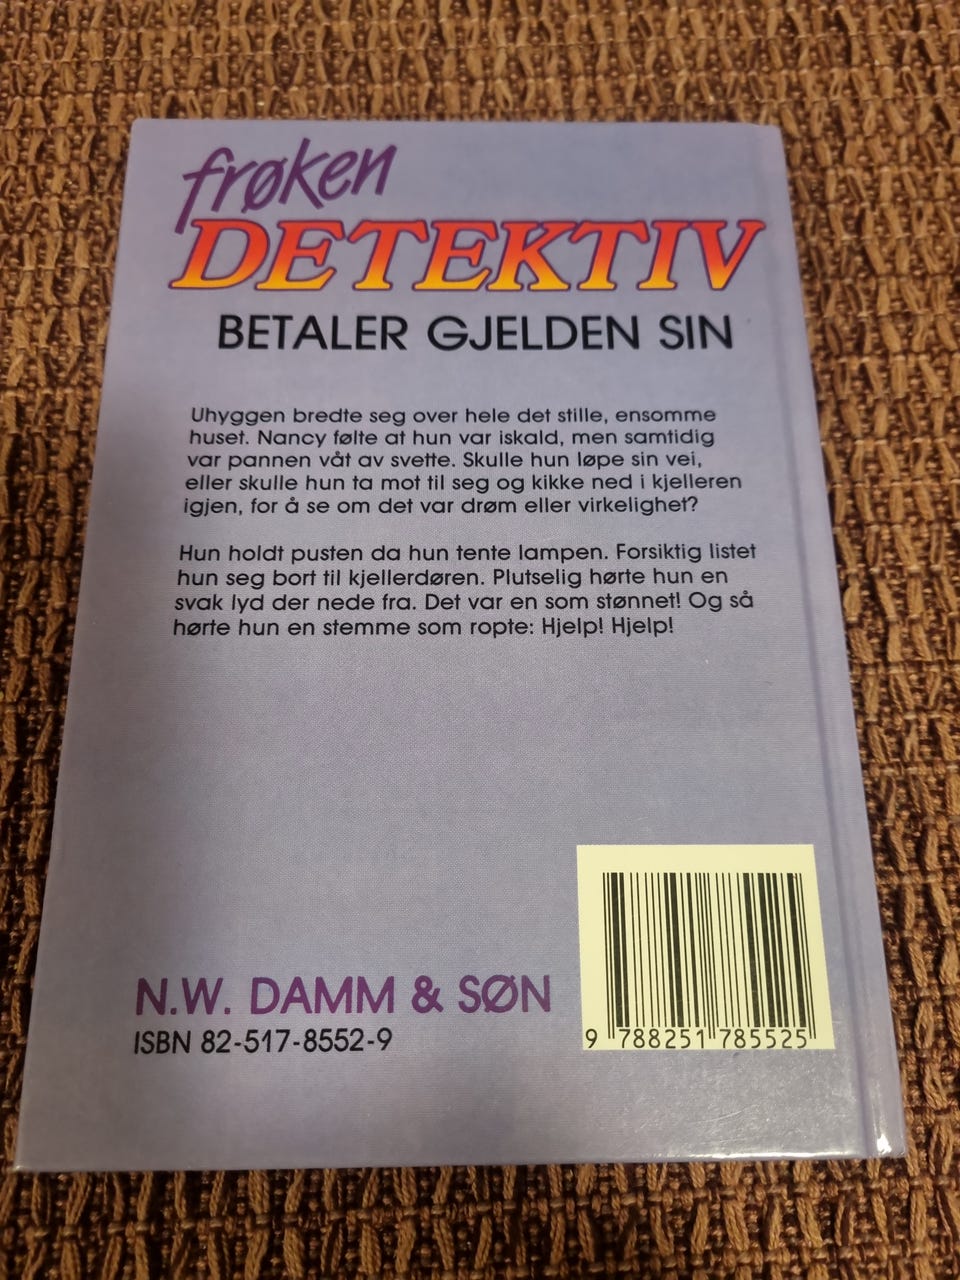 frøken
DETEKTIV
BETALER GJELDEN SIN
Uhyggen bredte seg over hele det stille, ensomme
huset. Nancy følte at hun var iskald, men samtidig
var pannen våt av svette. Skulle hun løpe sin vei,
eller skulle hun ta mot til seg og kikke ned i kjelleren
igjen, for å se om det var drøm eller virkelighet?
Hun holdt pusten da hun tente lampen. Forsiktig listet
hun seg bort til kjellerdøren. Plutselig hørte hun en
svak lyd der nede fra. Det var en som stønnet! Og så
hørte hun en stemme som ropte: Hjelp! Hjelp!
N.W. DAMM & SØN
ISBN 82-517-8552-9
9 788251 785525